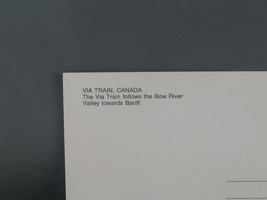 VIA TRAIN, CANADA
The Via Train follows the Bow River
Valley towards Banff.